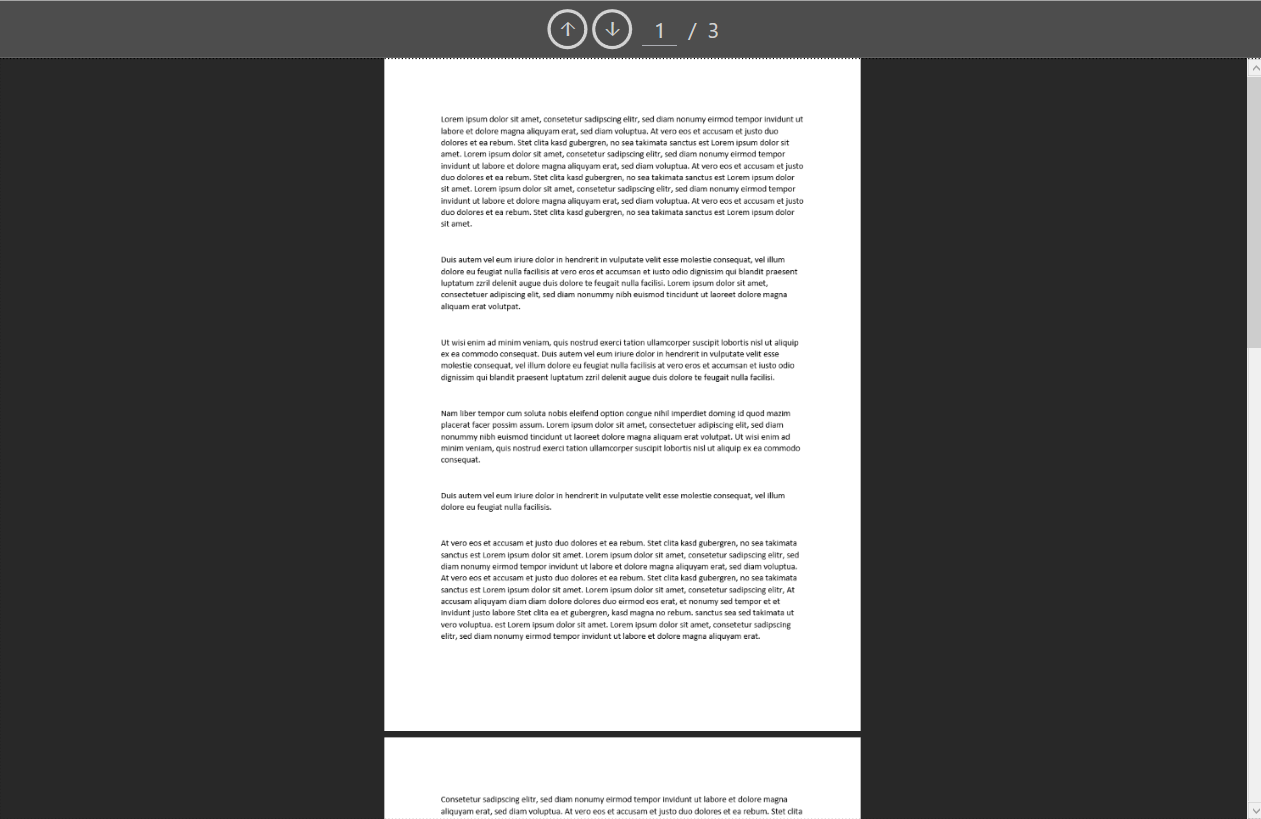 1 / 3
Lorem ipsum dolor sit amet, consetetur sadipscing elitr, sed diam nonumy eirmod tempor invidunt ut
labore et dolore magna aliquyam erat, sed diam voluptua. At vero eos et accusam et justo duo
dolores et ea rebum. Stet clita kasd gubergren, no sea takimata sanctus est Lorem ipsum dolor sit
amet. Lorem ipsum dolor sit amet, consetetur sadipscing elitr, sed diam nonumy eirmod tempor
invidunt ut labore et dolore magna aliquyam erat, sed diam voluptua. At vero eos et accusam et justo
duo dolores et ea rebum. Stet clita kasd gubergren, no sea takimata sanctus est Lorem ipsum dolor
sit amet. Lorem ipsum dolor sit amet, consetetur sadipscing elitr, sed diam nonumy eirmod tempor
invidunt ut labore et dolore magna aliquyam erat, sed diam voluptua. At vero eos et accusam et justo
duo dolores et ea rebum. Stet clita kasd gubergren, no sea takimata sanctus est Lorem ipsum dolor
sit amet.
Duis autem vel eum iriure dolor in hendrerit in vulputate velit esse molestie consequat, vel illum
dolore eu feugiat nulla facilisis at vero eros et accumsan et iusto odio dignissim qui blandit praesent
luptatum zzril delenit augue duis dolore te feugait nulla facilisi. Lorem ipsum dolor sit amet,
consectetuer adipiscing elit, sed diam nonummy nibh euismod tincidunt ut laoreet dolore magna
aliquam erat volutpat.
Ut wisi enim ad minim veniam, quis nostrud exerci tation ullamcorper suscipit lobortis nisl ut aliquip
ex ea commodo consequat. Duis autem vel eum iriure dolor in hendrerit in vulputate velit esse
molestie consequat, vel illum dolore eu feugiat nulla facilisis at vero eros et accumsan et iusto odio
dignissim qui blandit praesent luptatum zzril delenit augue duis dolore te feugait nulla facilisi.
Nam liber tempor cum soluta nobis eleifend option congue nihil imperdiet doming id quod mazim
placerat facer possim assum. Lorem ipsum dolor sit amet, consectetuer adipiscing elit, sed diam
nonummy nibh euismod tincidunt ut laoreet dolore magna aliquam erat volutpat. Ut wisi enim ad
minim veniam, quis nostrud exerci tation ullamcorper suscipit lobortis nisl ut aliquip ex ea commodo
consequat.
Duis autem vel eum iriure dolor in hendrerit in vulputate velit esse molestie consequat, vel illum
dolore eu feugiat nulla facilisis.
At vero eos et accusam et justo duo dolores et ea rebum. Stet clita kasd gubergren, no sea takimata
sanctus est Lorem ipsum dolor sit amet. Lorem ipsum dolor sit amet, consetetur sadipscing elitr, sed
diam nonumy eirmod tempor invidunt ut labore et dolore magna aliquyam erat, sed diam voluptua.
At vero eos et accusam et justo duo dolores et ea rebum. Stet clita kasd gubergren, no sea takimata
sanctus est Lorem ipsum dolor sit amet. Lorem ipsum dolor sit amet, consetetur sadipscing elitr, At
accusam aliquyam diam diam dolore dolores duo eirmod eos erat, et nonumy sed tempor et et
invidunt justo labore Stet clita ea et gubergren, kasd magna no rebum. sanctus sea sed takimata ut
vero voluptua. est Lorem ipsum dolor sit amet. Lorem ipsum dolor sit amet, consetetur sadipscing
elitr, sed diam nonumy eirmod tempor invidunt ut labore et dolore magna aliquyam erat.
Consetetur sadipscing elitr, sed diam nonumy eirmod tempor invidunt ut labore et dolore magna
aliquyam erat, sed diam voluptua. At vero eos et accusam et justo duo dolores et ea rebum. Stet clita